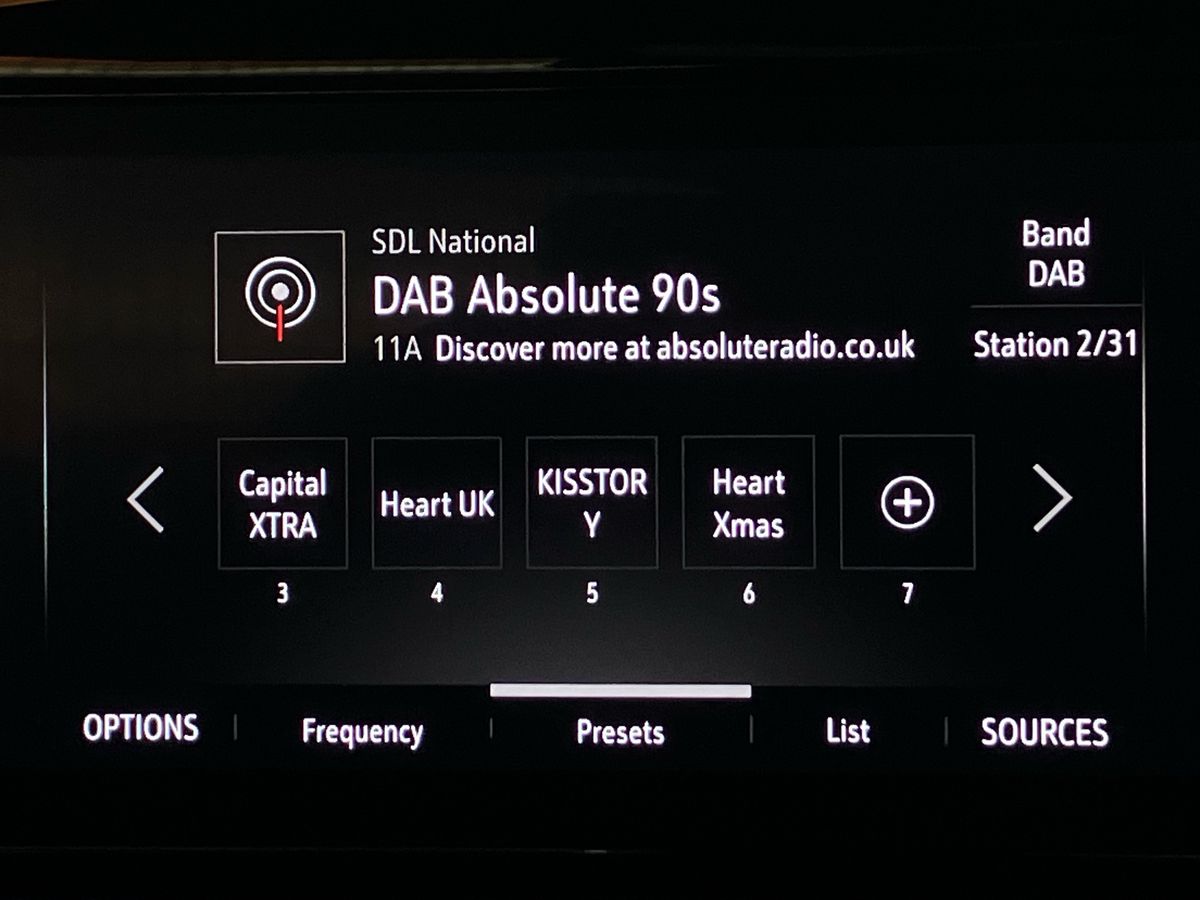 SDL National
DAB Absolute 90s
11A Discover more at absoluteradio.co.uk
Band
DAB
Station 2/31
Capital
XTRA
3
Heart UK
4
KISSTOR
Y
5
Heart
Xmas
6
7
OPTIONS
Frequency
Presets
List
SOURCES